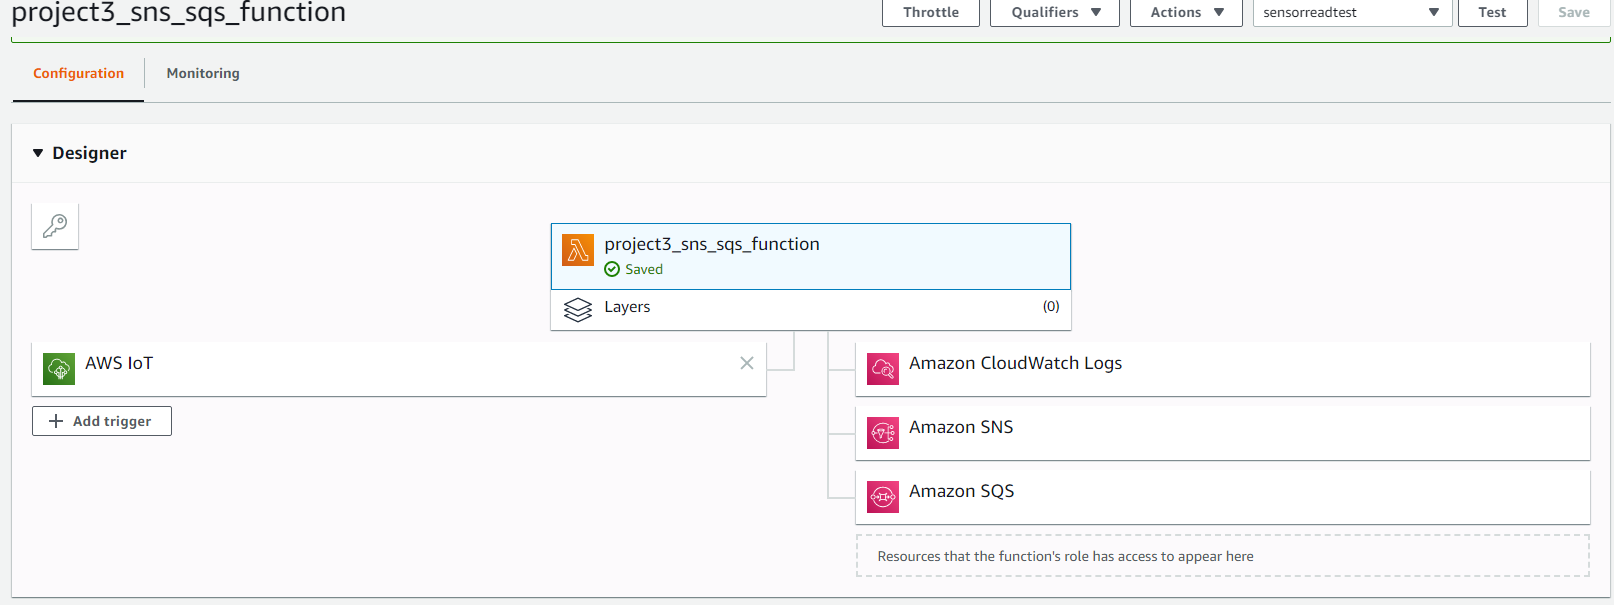 project3_sns_sqs_function
Throttle
Qualifiers
Actions
sensorreadtest
Test
Save
Configuration
Monitoring
Designer
project3_sns_sqs_function
Saved
Layers
(0)
AWS IoT
Add trigger
Amazon CloudWatch Logs
Amazon SNS
Amazon SQS
Resources that the function's role has access to appear here